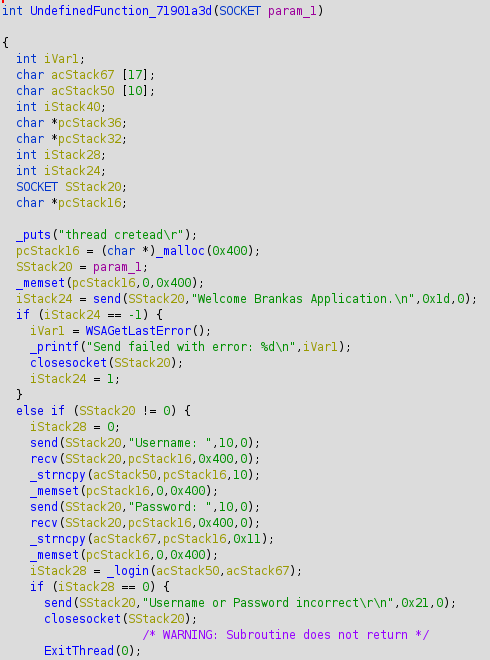 int UndefinedFunction_71901a3d(SOCKET param_1)
{
int iVar1;
char acStack67 [17];
char acStack50 [10];
int iStack40;
char *pcStack36;
char *pcStack32;
int iStack28;
int iStack24;
SOCKET SStack20;
char *pcStack16;
_puts("thread cretead\r");
pcStack16 = (char *)_malloc(0x400);
SStack20 = param_1;
_memset(pcStack16,0,0x400);
iStack24 = send(SStack20,"Welcome Brankas Application.\n",0x1d,0);
if (iStack24 == -1) {
iVar1 = WSAGetLastError();
_printf("Send failed with error: %d\n",iVar1);
closesocket(SStack20);
iStack24 = 1;
}
else if (SStack20 != 0) {
iStack28 = 0;
send(SStack20,"Username: ",10,0);
recv(SStack20,pcStack16,0x400,0);
_strncpy(acStack50,pcStack16,10);
_memset(pcStack16,0,0x400);
send(SStack20,"Password: ",10,0);
recv(SStack20,pcStack16,0x400,0);
_strncpy(acStack67,pcStack16,0x11);
_memset(pcStack16,0,0x400);
iStack28 = _login(acStack50,acStack67);
if (iStack28 == 0) {
send(SStack20,"Username or Password incorrect\r\n",0x21,0);
closesocket(SStack20);
/* WARNING: Subroutine does not return */
ExitThread(0);